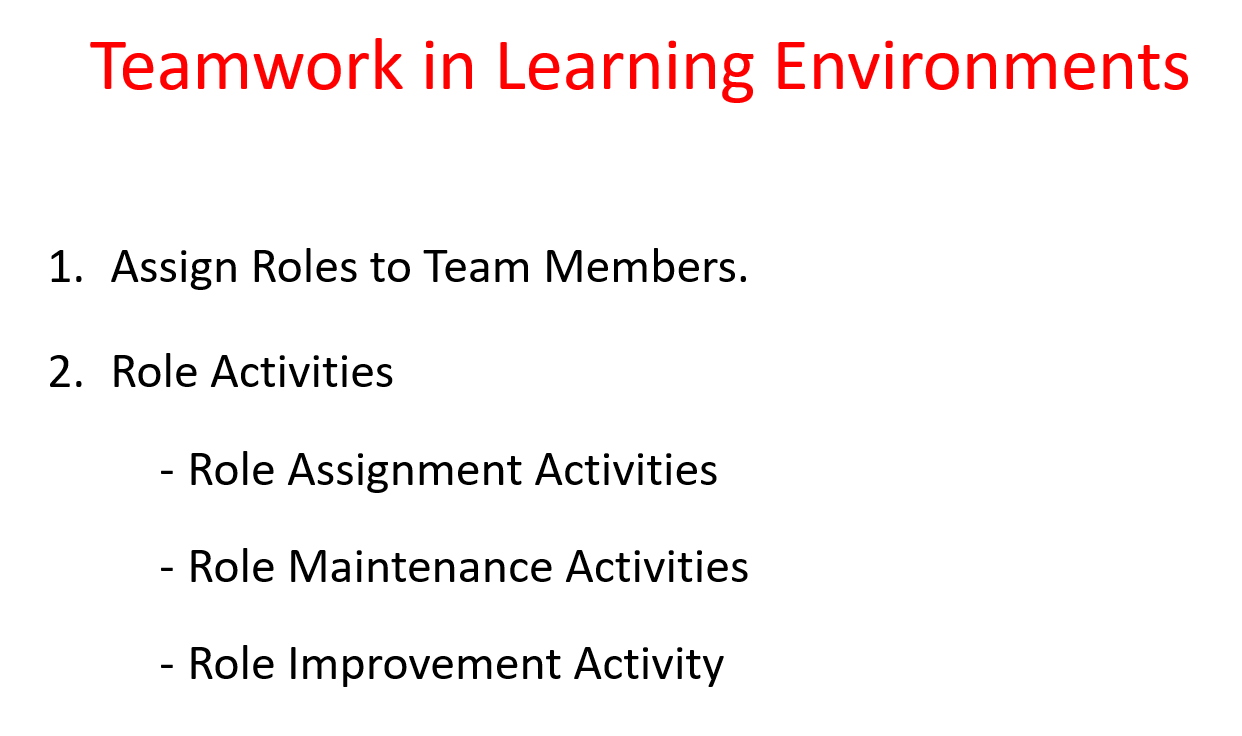 Teamwork in Learning Environments
1. Assign Roles to Team Members.
2. Role Activities
- Role Assignment Activities
- Role Maintenance Activities
- Role Improvement Activity